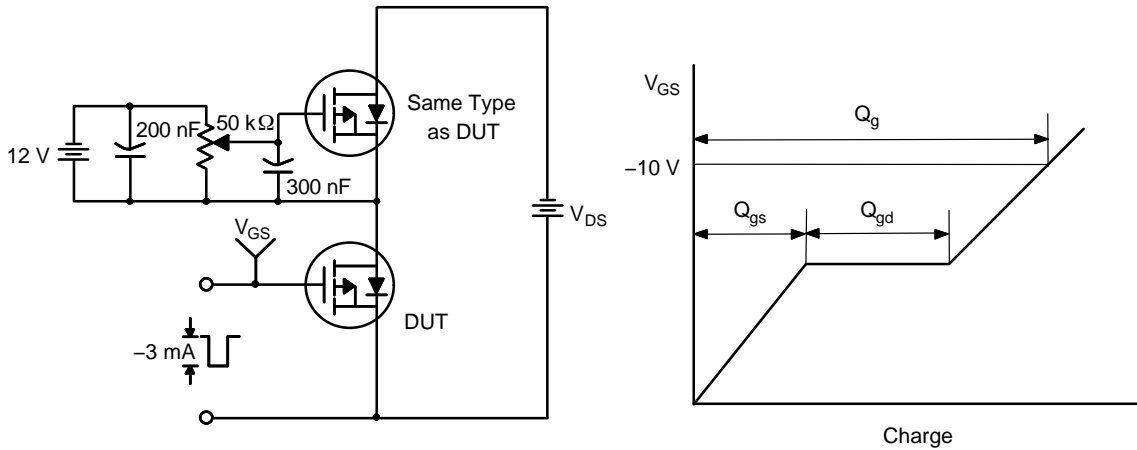 12 V
200 nF
50 kΩ
300 nF
Same Type
as DUT
V_DS
V_GS
DUT
–3 mA
V_GS
–10 V
Q_g
Q_gs
Q_gd
Charge